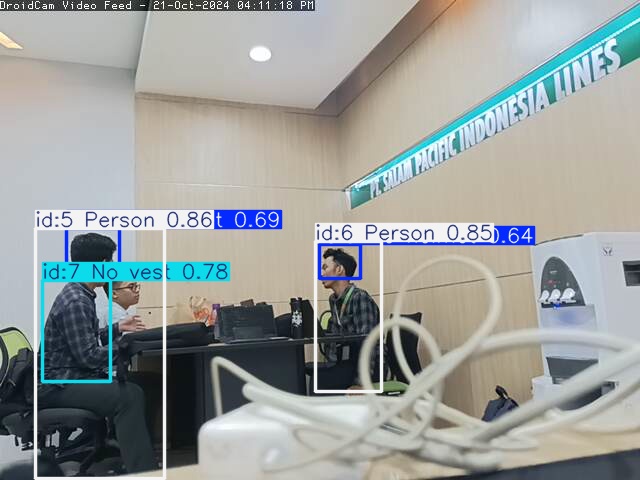 DroidCam Video Feed - 21-Oct-2024 04:11:18 PM
PT. SALAM PACIFIC INDONESIA LINES
id:5 Person 0.86
t 0.69
id:6 Person 0.85
0.64
id:7 No vest 0.78